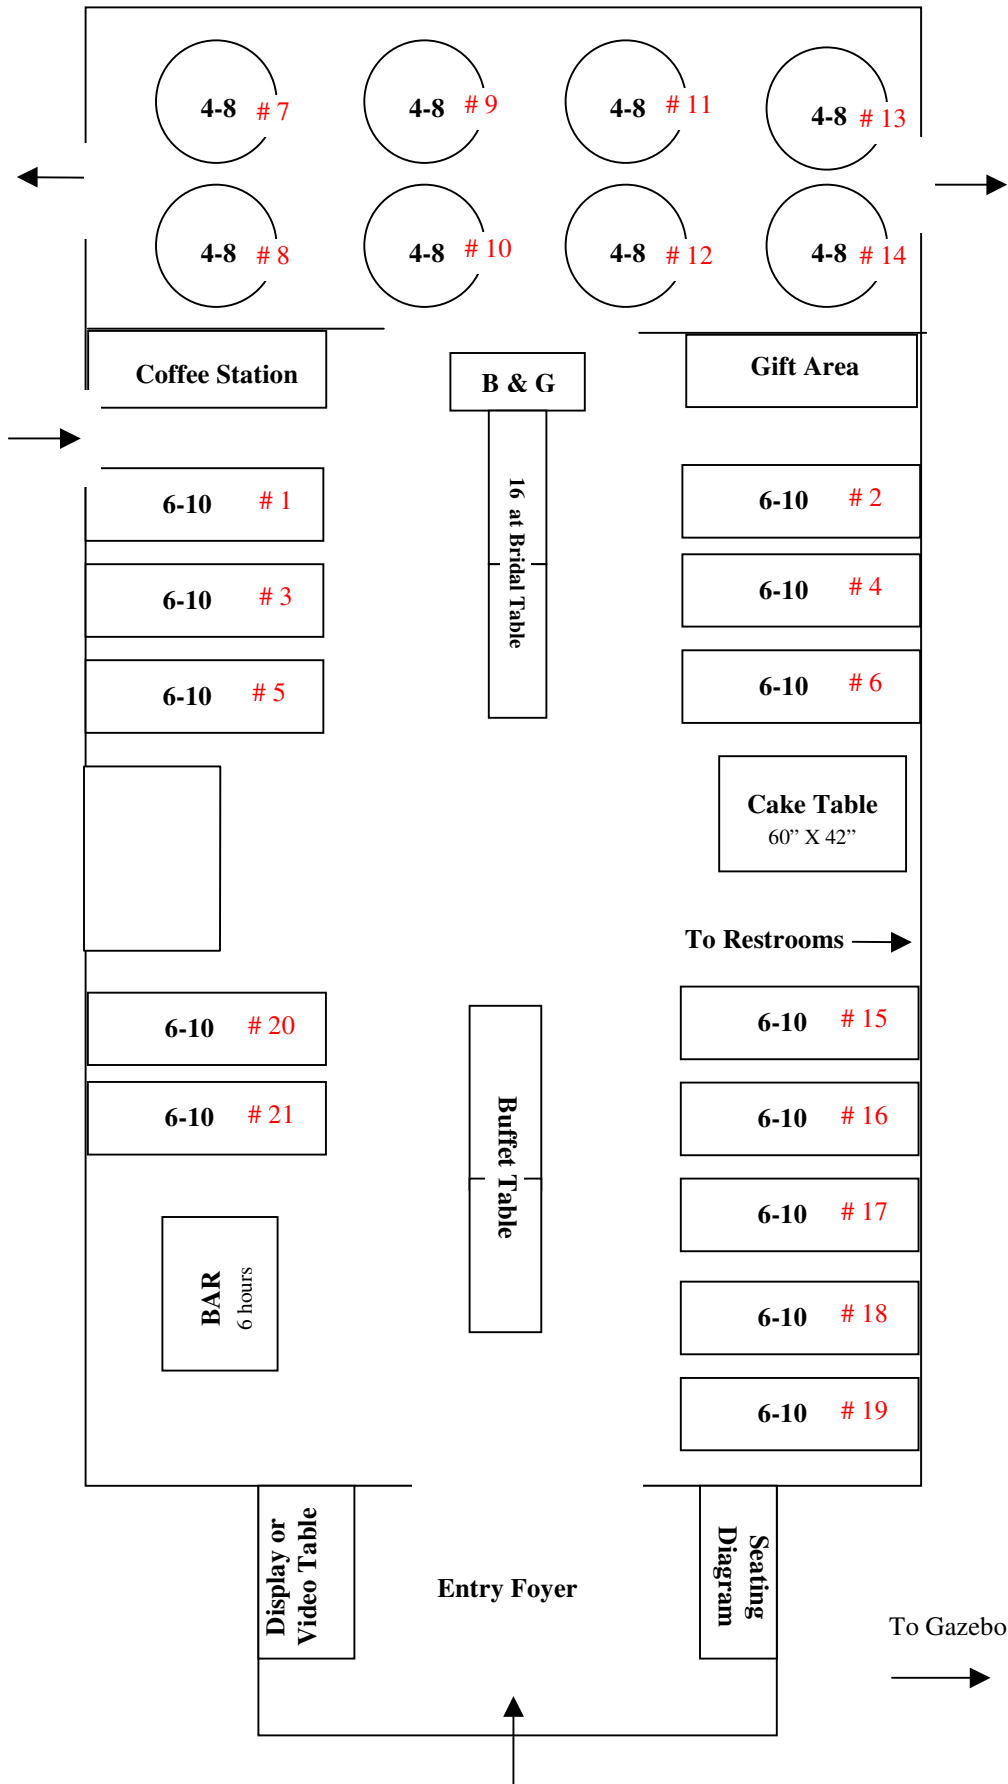 4-8 # 7
4-8 # 9
4-8 # 11
4-8 # 13
4-8 # 8
4-8 # 10
4-8 # 12
4-8 # 14
Coffee Station
B & G
Gift Area
6-10 # 1
16 at Bridal Table
6-10 # 2
6-10 # 3
6-10 # 4
6-10 # 5
6-10 # 6
Cake Table
60” X 42”
To Restrooms
6-10 # 20
6-10 # 15
6-10 # 21
Buffet Table
6-10 # 16
6-10 # 17
BAR
6 hours
6-10 # 18
6-10 # 19
Display or
Video Table
Entry Foyer
Seating
Diagram
To Gazebo